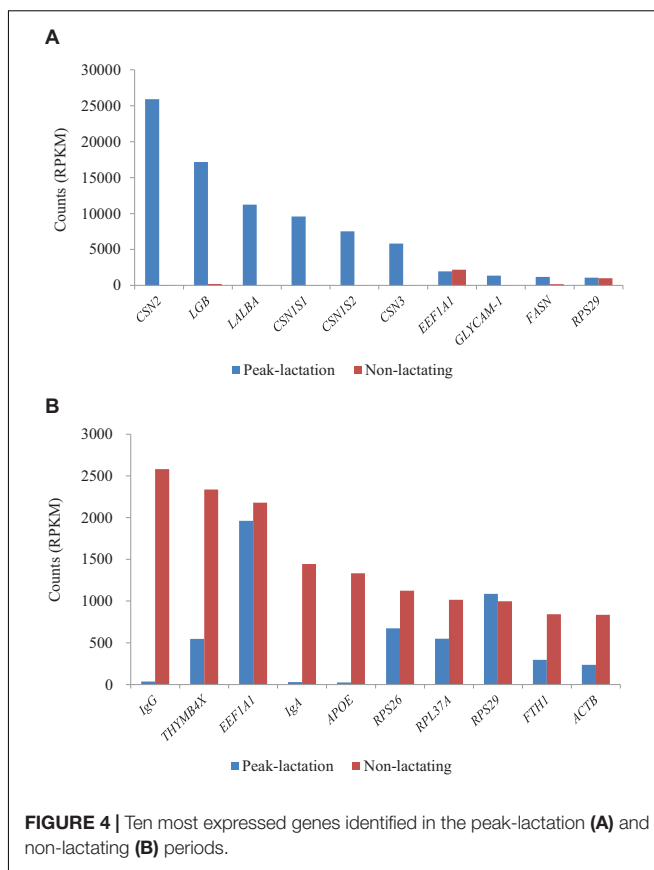 A
30000
25000
20000
15000
10000
5000
0
Counts (RPKM)
CSN2
LGB
LALBA
CSN1S1
CSN1S2
CSN3
EEF1A1
GLYCAM-1
FASN
RPS29
Peak-lactation Non-lactating
B
3000
2500
2000
1500
1000
500
0
Counts (RPKM)
IgG
THYMB4X
EEF1A1
IgA
APOE
RPS26
RPL37A
RPS29
FTH1
ACTB
Peak-lactation Non-lactating
FIGURE 4 | Ten most expressed genes identified in the peak-lactation (A) and
non-lactating (B) periods.